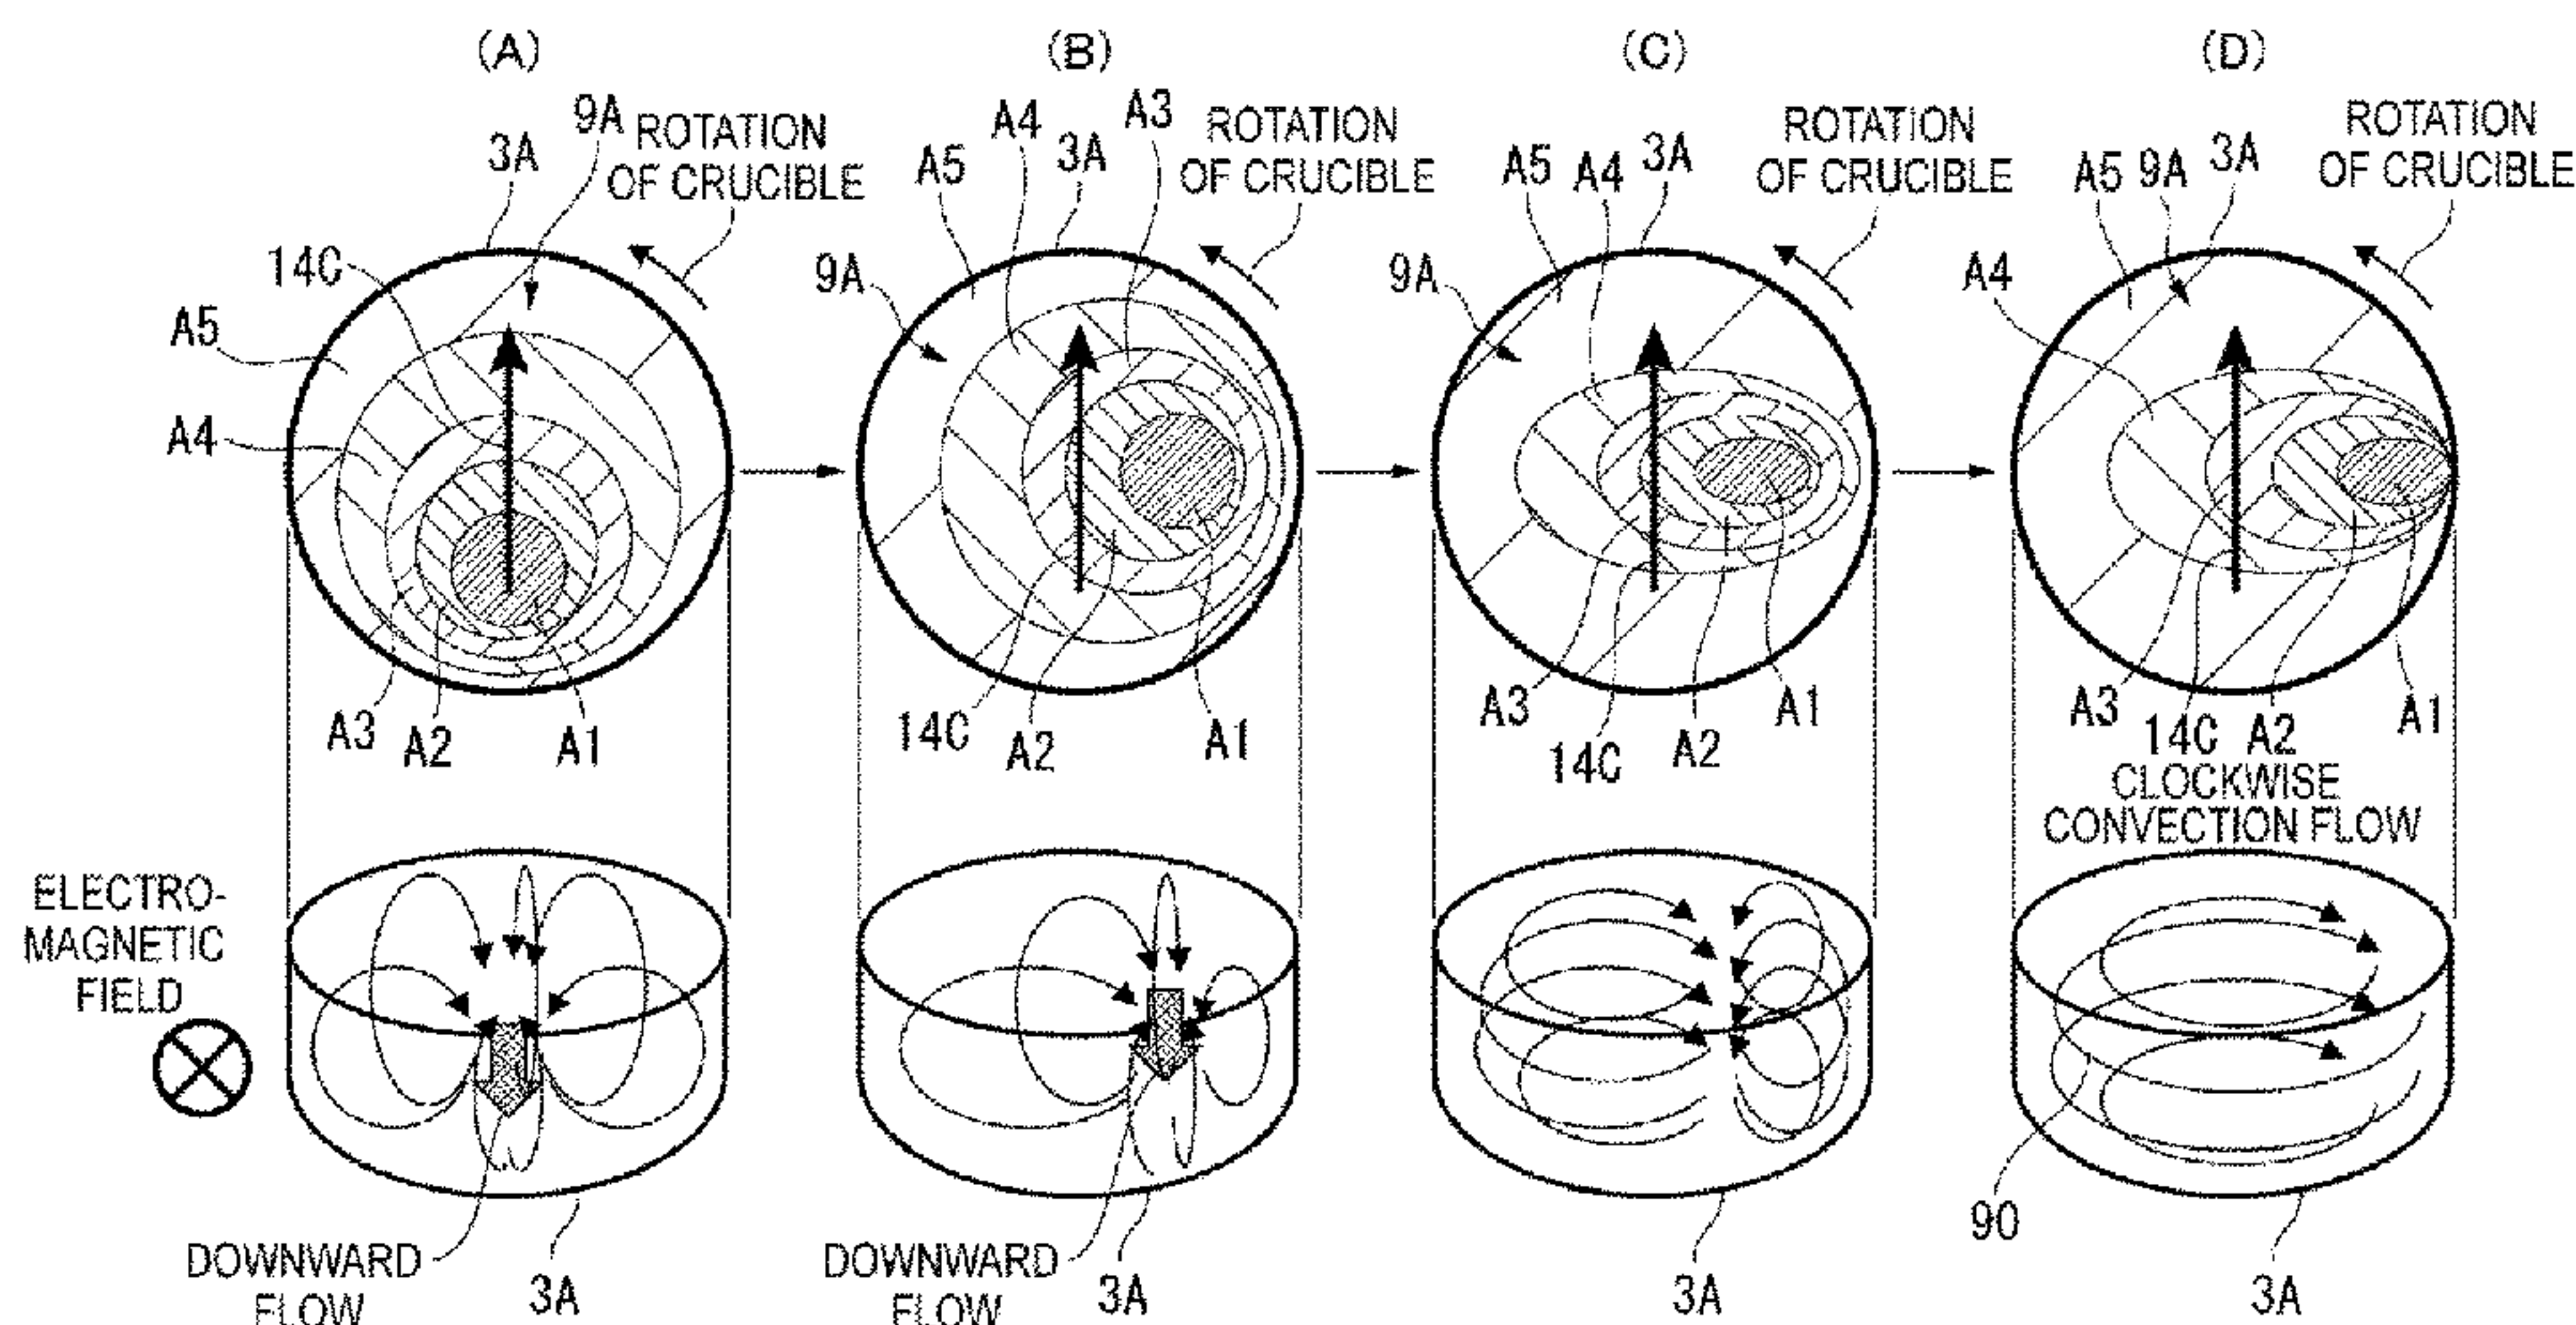 (A)
(B)
(C)
(D)
9A
3A
ROTATION
OF CRUCIBLE
14C
A5
A4
A3
A2
A1
A4
A3
3A
A5
ROTATION
OF CRUCIBLE
9A
14C
A2
A1
A5
A4
3A
ROTATION
OF CRUCIBLE
9A
A3
14C
A2
A1
A5
9A
3A
ROTATION
OF CRUCIBLE
A4
A3
14C
A2
A1
CLOCKWISE
CONVECTION FLOW
ELECTRO-
MAGNETIC
FIELD
DOWNWARD
FLOW
3A
DOWNWARD
FLOW
3A
3A
90
3A